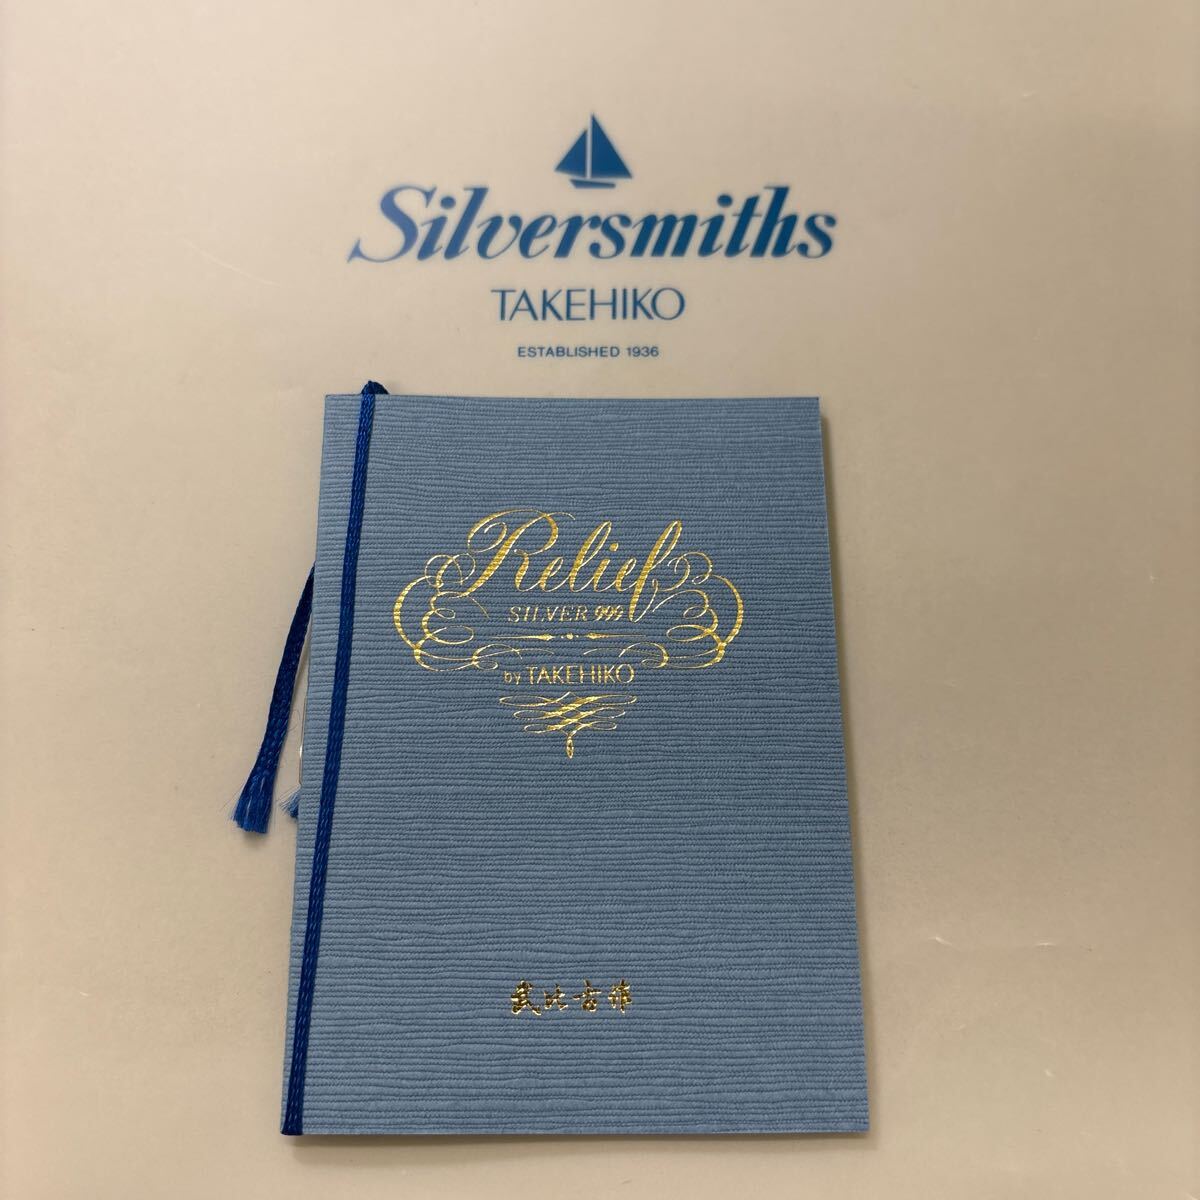 Silversmiths
TAKEHIKO
ESTABLISHED 1936
Relief
SILVER 999
by TAKEHIKO
武比古作